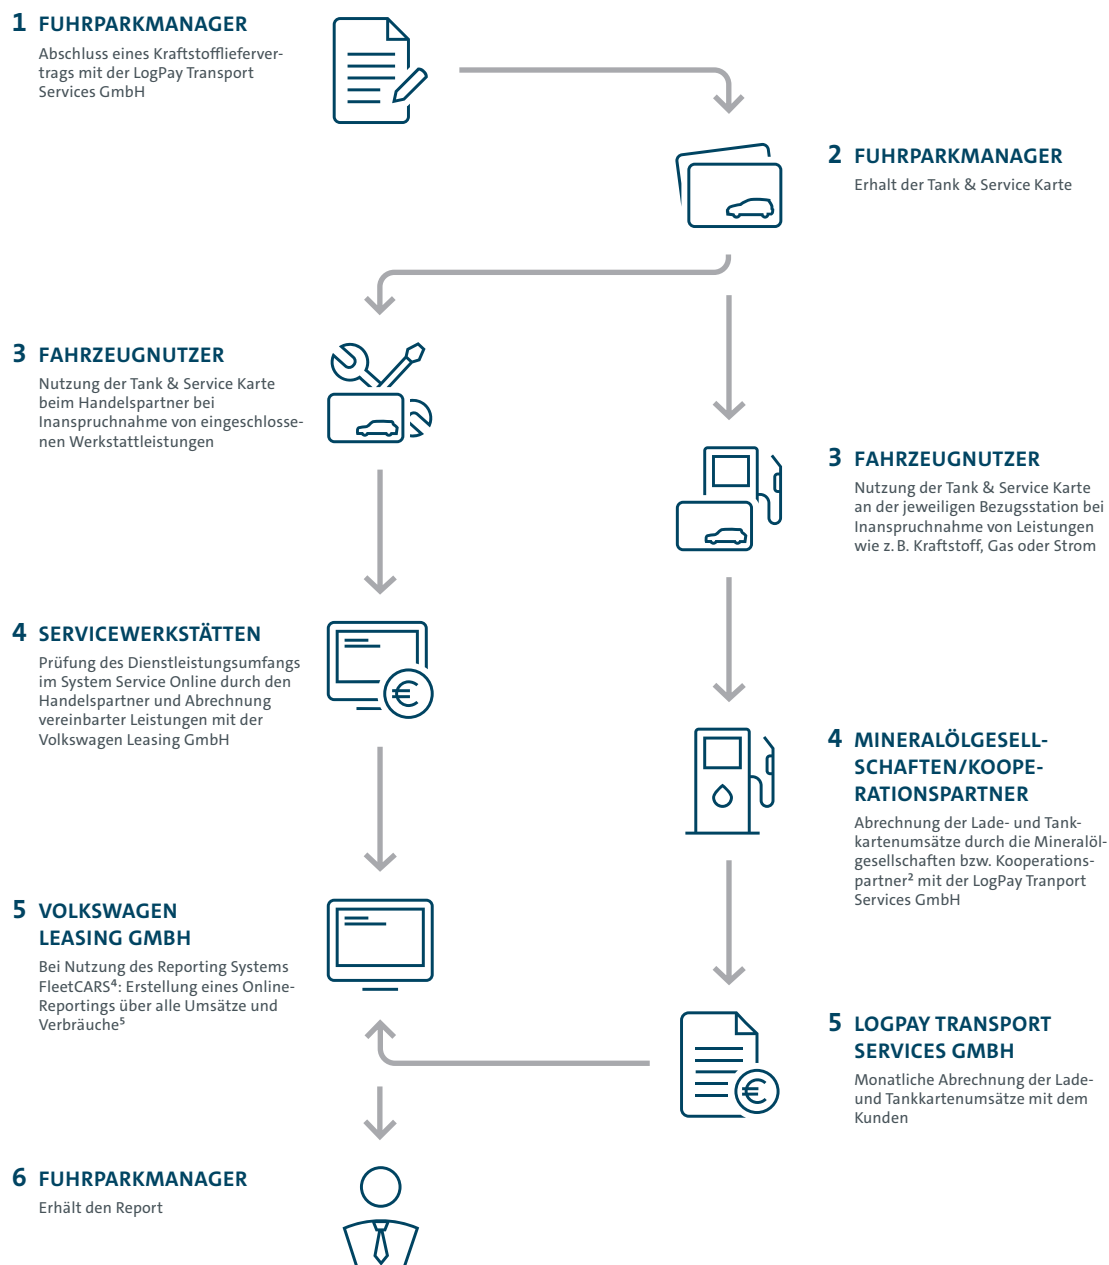 1 FUHRPARKMANAGER
Abschluss eines Kraftstoffliefervер-
trags mit der LogPay Transport
Services GmbH
2 FUHRPARKMANAGER
Erhalt der Tank & Service Karte
3 FAHRZEUGNUTZER
Nutzung der Tank & Service Karte
beim Handelspartner bei
Inanspruchnahme von eingeschlosse-
nen Werkstattleistungen
3 FAHRZEUGNUTZER
Nutzung der Tank & Service Karte
an der jeweiligen Bezugsstation bei
Inanspruchnahme von Leistungen
wie z. B. Kraftstoff, Gas oder Strom
4 SERVICEWERKSTÄTTEN
Prüfung des Dienstleistungsumfangs
im System Service Online durch den
Handelspartner und Abrechnung
vereinbarter Leistungen mit der
Volkswagen Leasing GmbH
€
4 MINERALÖLGESELL-
SCHAFTEN/KOOPE-
RATIONSPARTNER
Abrechnung der Lade- und Tank-
kartenumsätze durch die Mineralöl-
gesellschaften bzw. Kooperations-
partner² mit der LogPay Tranport
Services GmbH
5 VOLKSWAGEN
LEASING GMBH
Bei Nutzung des Reporting Systems
FleetCARS⁴: Erstellung eines Online-
Reportings über alle Umsätze und
Verbräuche⁵
5 LOGPAY TRANSPORT
SERVICES GMBH
Monatliche Abrechnung der Lade-
und Tankkartenumsätze mit dem
Kunden
€
6 FUHRPARKMANAGER
Erhält den Report